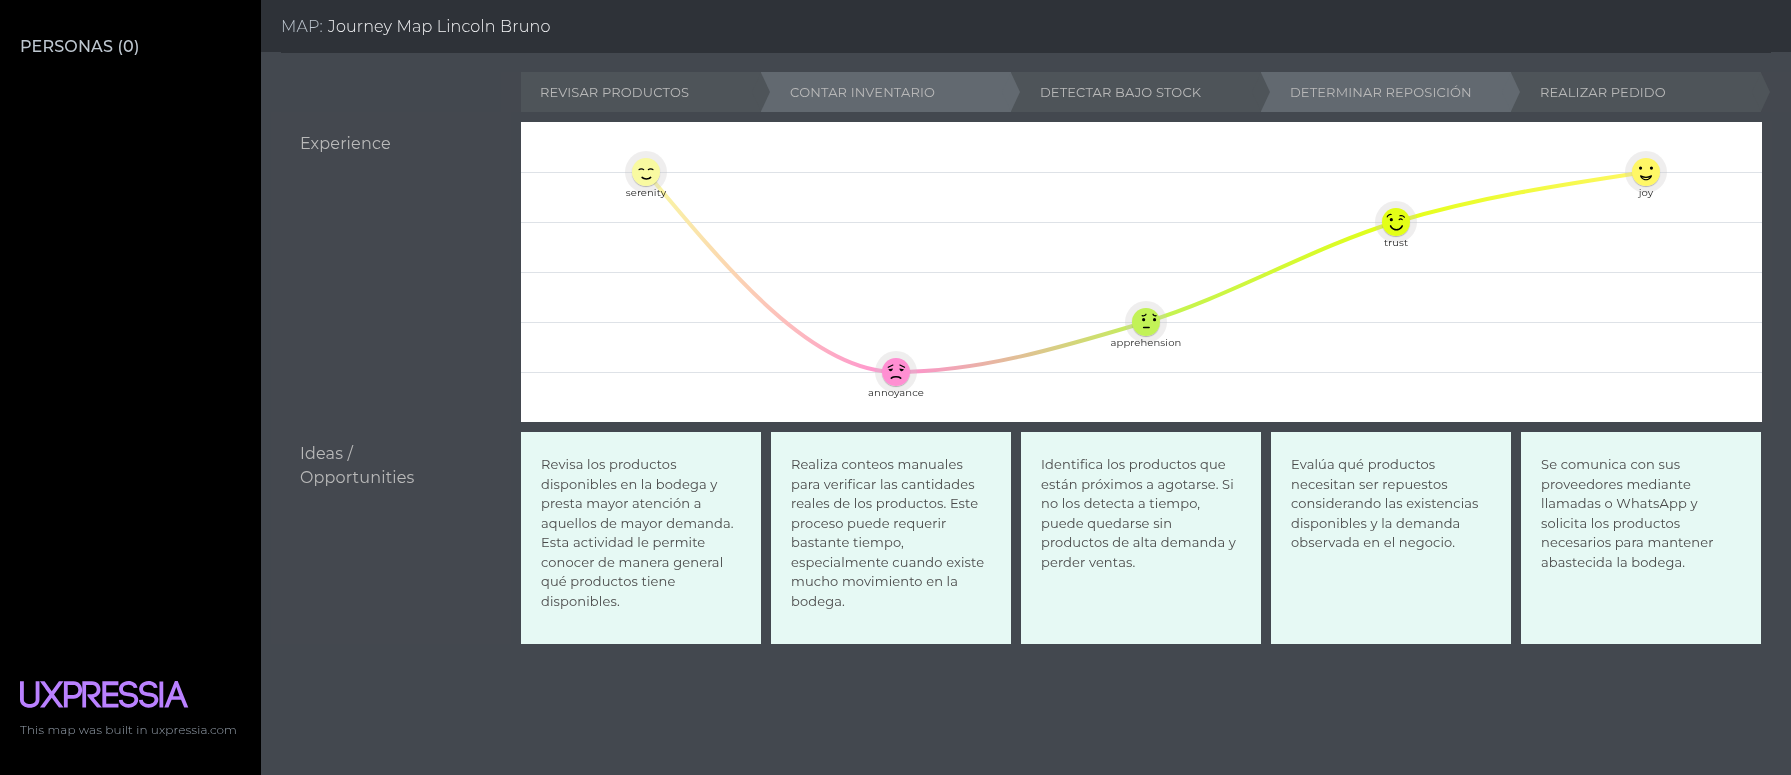 PERSONAS (0)
MAP: Journey Map Lincoln Bruno
REVISAR PRODUCTOS
CONTAR INVENTARIO
DETECTAR BAJO STOCK
DETERMINAR REPOSICIÓN
REALIZAR PEDIDO
Experience
serenity
annoyance
apprehension
trust
joy
Ideas /
Opportunities
Revisa los productos
disponibles en la bodega y
presta mayor atención a
aquellos de mayor demanda.
Esta actividad le permite
conocer de manera general
qué productos tiene
disponibles.
Realiza conteos manuales
para verificar las cantidades
reales de los productos. Este
proceso puede requerir
bastante tiempo,
especialmente cuando existe
mucho movimiento en la
bodega.
Identifica los productos que
están próximos a agotarse. Si
no los detecta a tiempo,
puede quedarse sin
productos de alta demanda y
perder ventas.
Evalúa qué productos
necesitan ser repuestos
considerando las existencias
disponibles y la demanda
observada en el negocio.
Se comunica con sus
proveedores mediante
llamadas o WhatsApp y
solicita los productos
necesarios para mantener
abastecida la bodega.
UXPRESSIA
This map was built in uxpressia.com